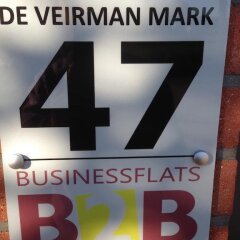 DE VEIRMAN MARK
47
BUSINESSFLATS
B2B